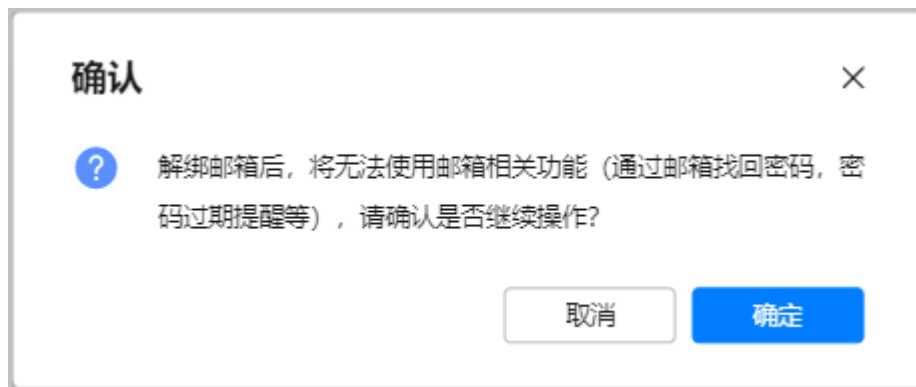 确认
解绑邮箱后，将无法使用邮箱相关功能（通过邮箱找回密码，密
码过期提醒等），请确认是否继续操作？
取消
确定